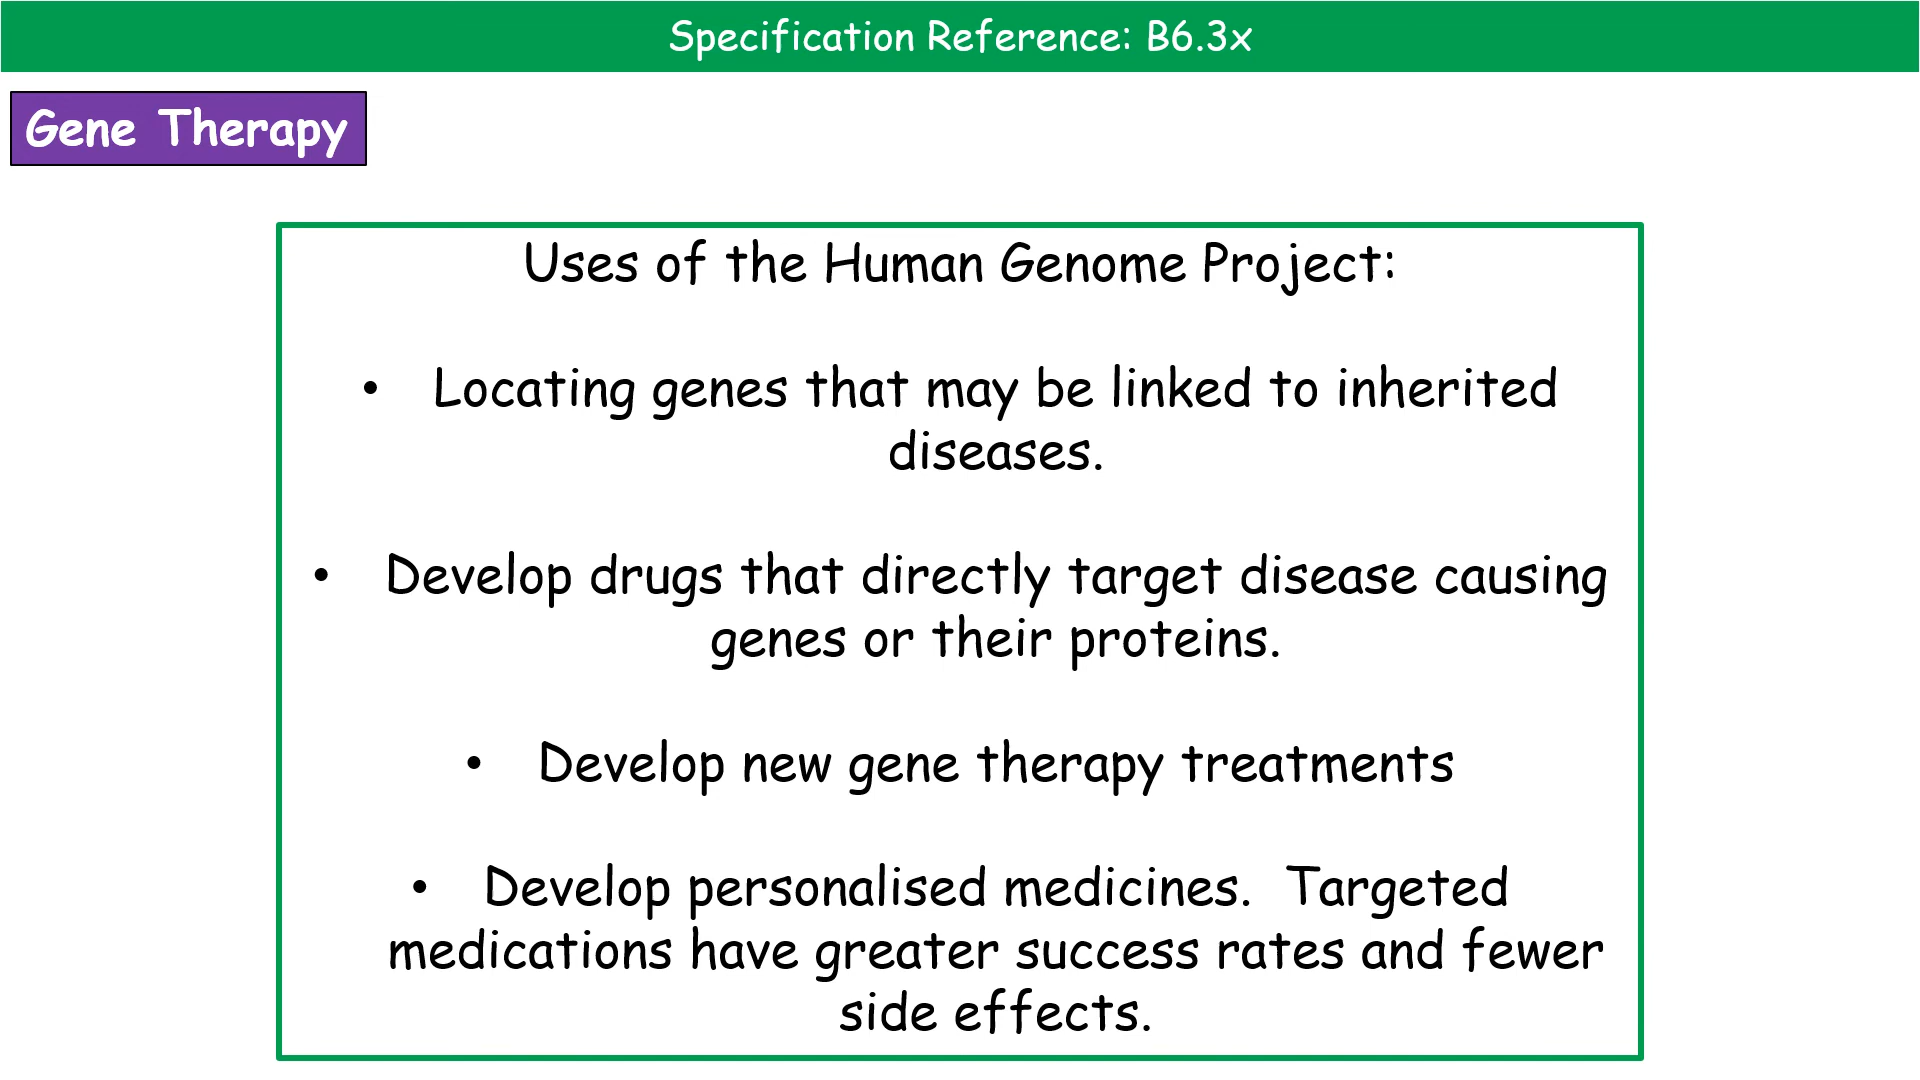 Specification Reference: B6.3x
Gene Therapy
Uses of the Human Genome Project:
• Locating genes that may be linked to inherited
diseases.
• Develop drugs that directly target disease causing
genes or their proteins.
• Develop new gene therapy treatments
• Develop personalised medicines.  Targeted
medications have greater success rates and fewer
side effects.